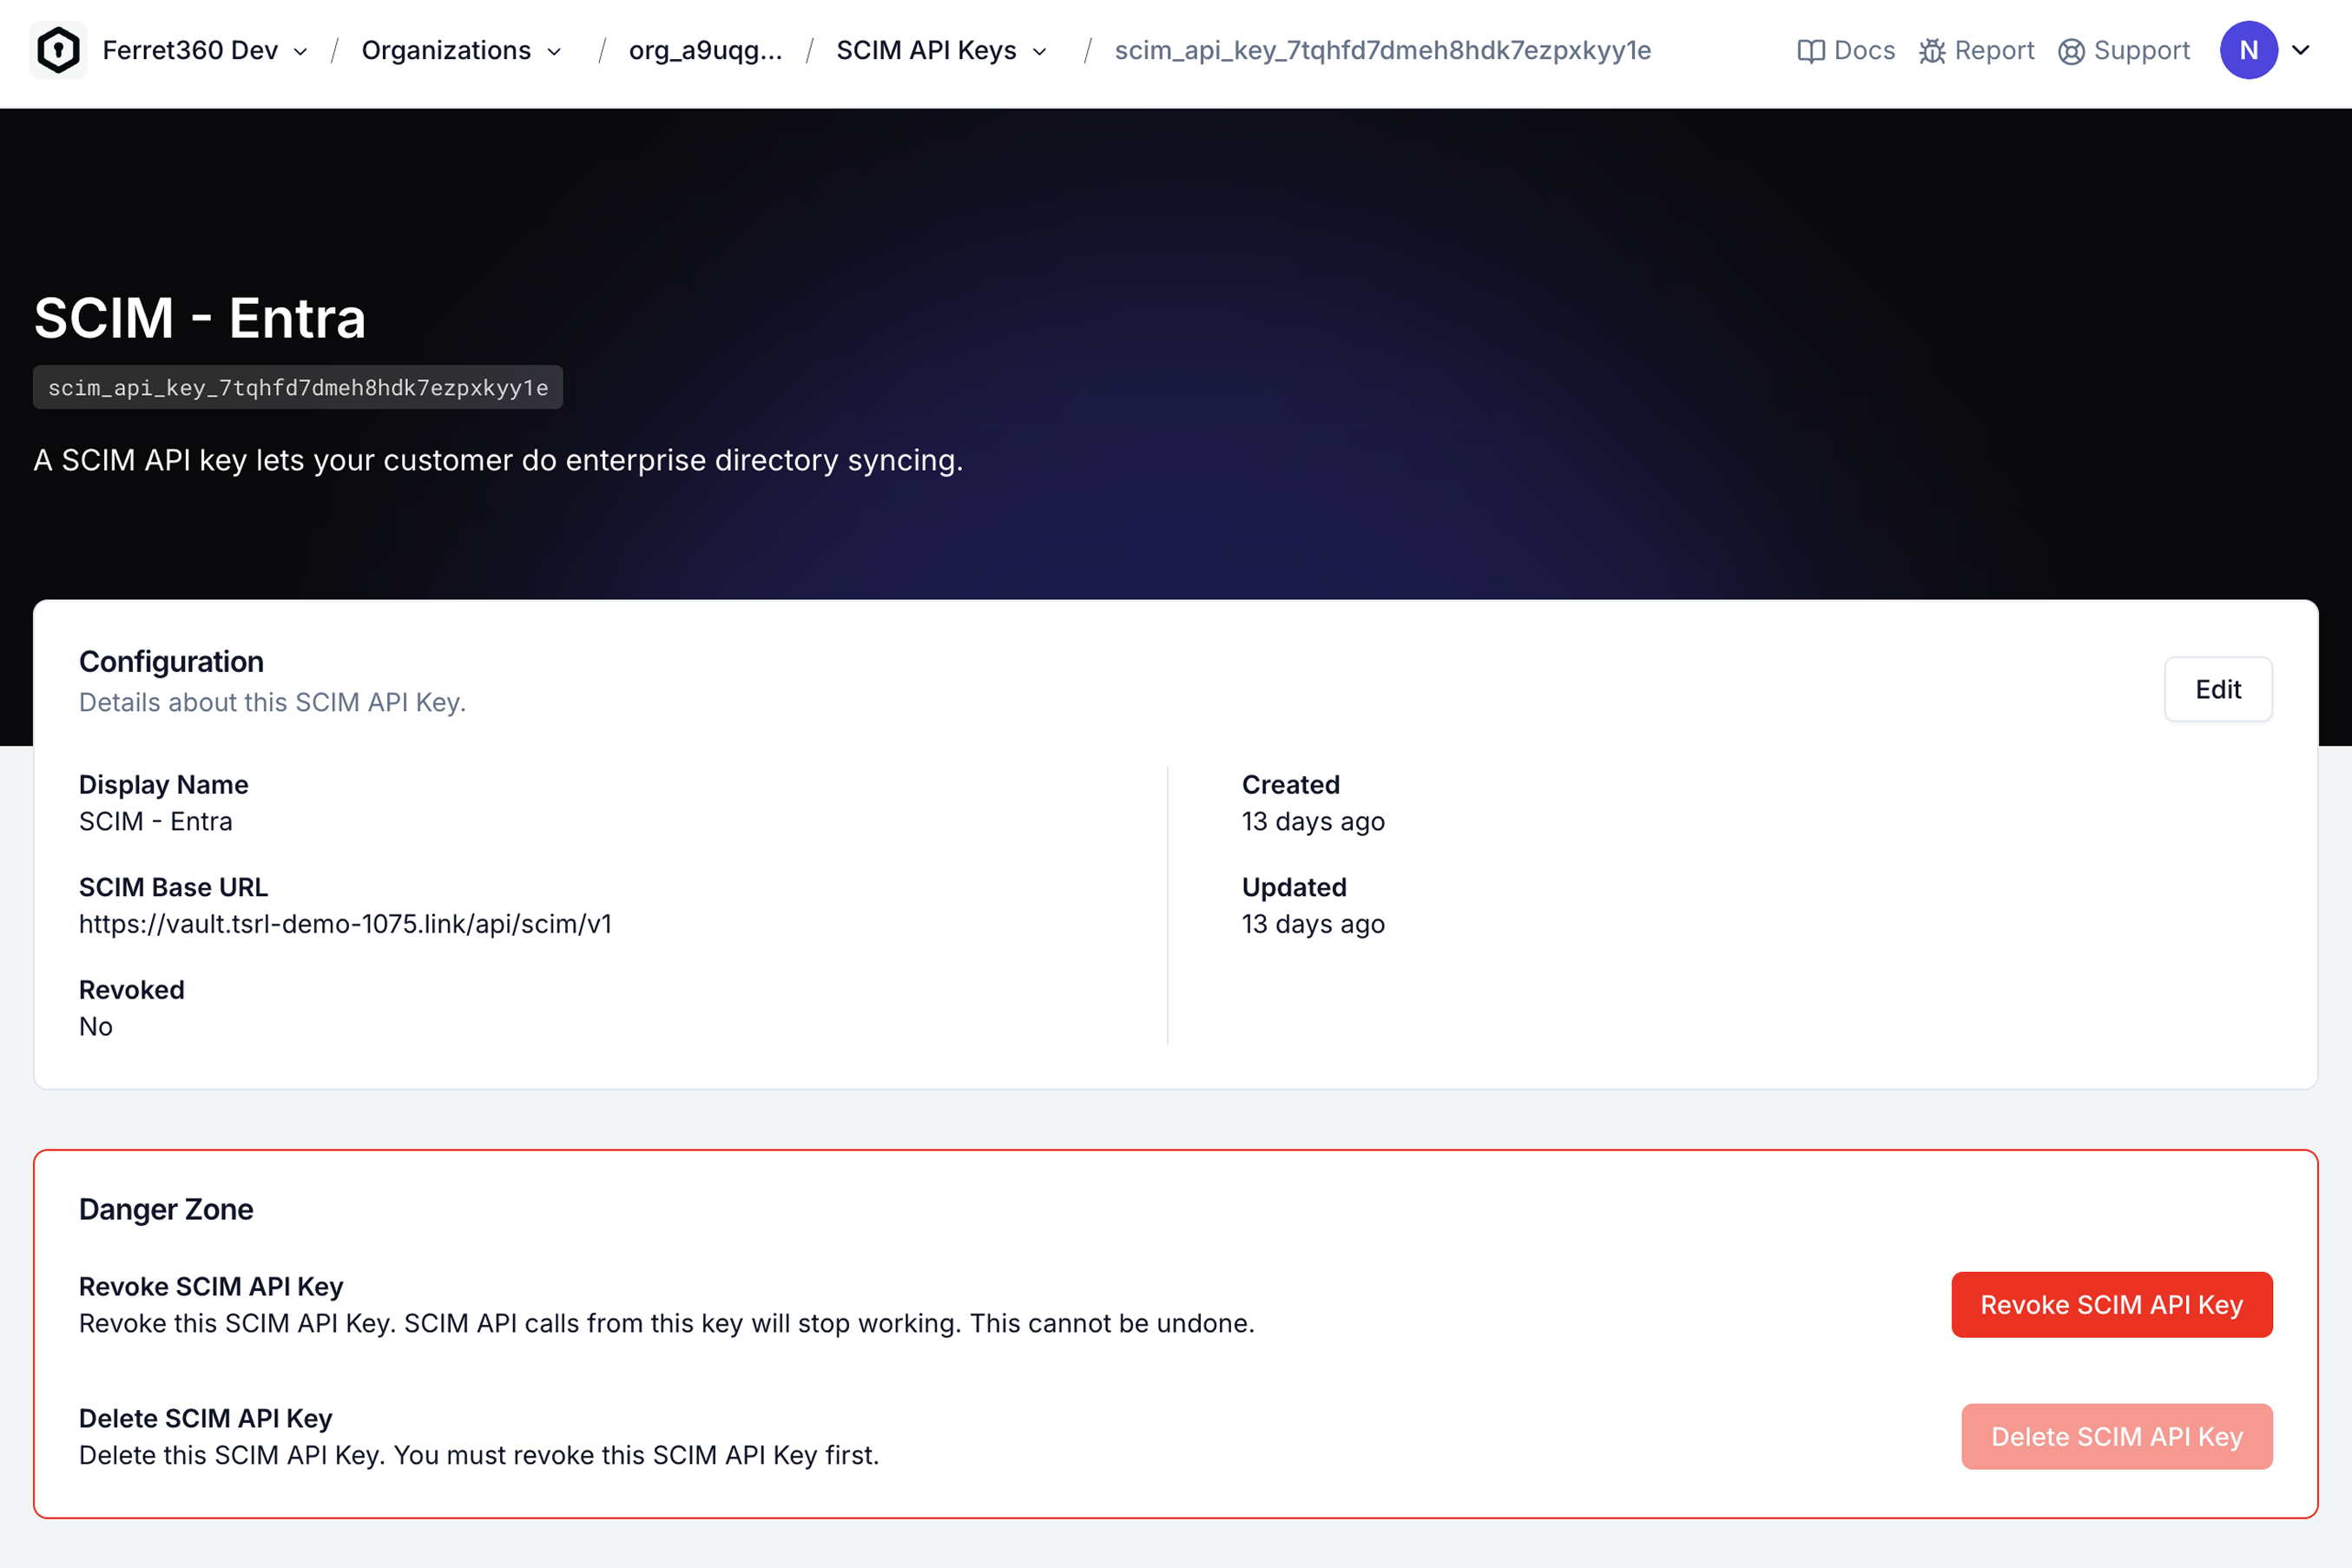 Ferret360 Dev / Organizations / org_a9uqg... / SCIM API Keys / scim_api_key_7tqhfd7dmeh8hdk7ezpxkyy1e Docs Report Support N
SCIM - Entra
scim_api_key_7tqhfd7dmeh8hdk7ezpxkyy1e
A SCIM API key lets your customer do enterprise directory syncing.
Configuration
Details about this SCIM API Key.
Edit
Display Name
SCIM - Entra
SCIM Base URL
https://vault.tsrl-demo-1075.link/api/scim/v1
Revoked
No
Created
13 days ago
Updated
13 days ago
Danger Zone
Revoke SCIM API Key
Revoke this SCIM API Key. SCIM API calls from this key will stop working. This cannot be undone.
Revoke SCIM API Key
Delete SCIM API Key
Delete this SCIM API Key. You must revoke this SCIM API Key first.
Delete SCIM API Key